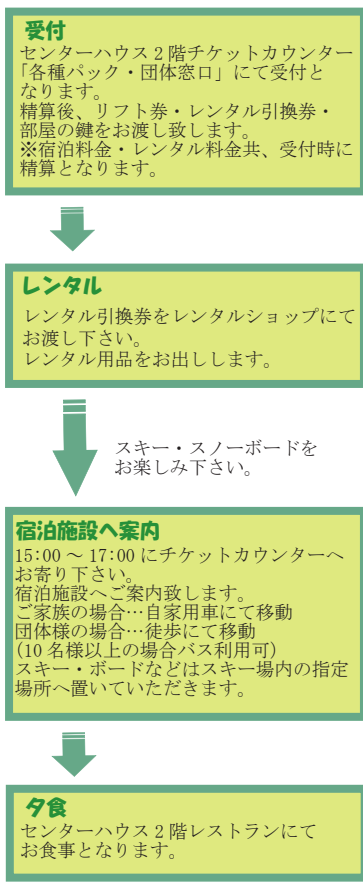 受付
センターハウス2階チケットカウンター
「各種パック・団体窓口」にて受付と
なります。
精算後、リフト券・レンタル引換券・
部屋の鍵をお渡し致します。
※宿泊料金・レンタル料金共、受付時に
精算となります。
レンタル
レンタル引換券をレンタルショップにて
お渡し下さい。
レンタル用品をお出しします。
スキー・スノーボードを
お楽しみ下さい。
宿泊施設へ案内
15:00～17:00にチケットカウンターへ
お寄り下さい。
宿泊施設へご案内致します。
ご家族の場合…自家用車にて移動
団体様の場合…徒歩にて移動
(10名様以上の場合バス利用可)
スキー・ボードなどはスキー場内の指定
場所へ置いていただきます。
夕食
センターハウス2階レストランにて
お食事となります。